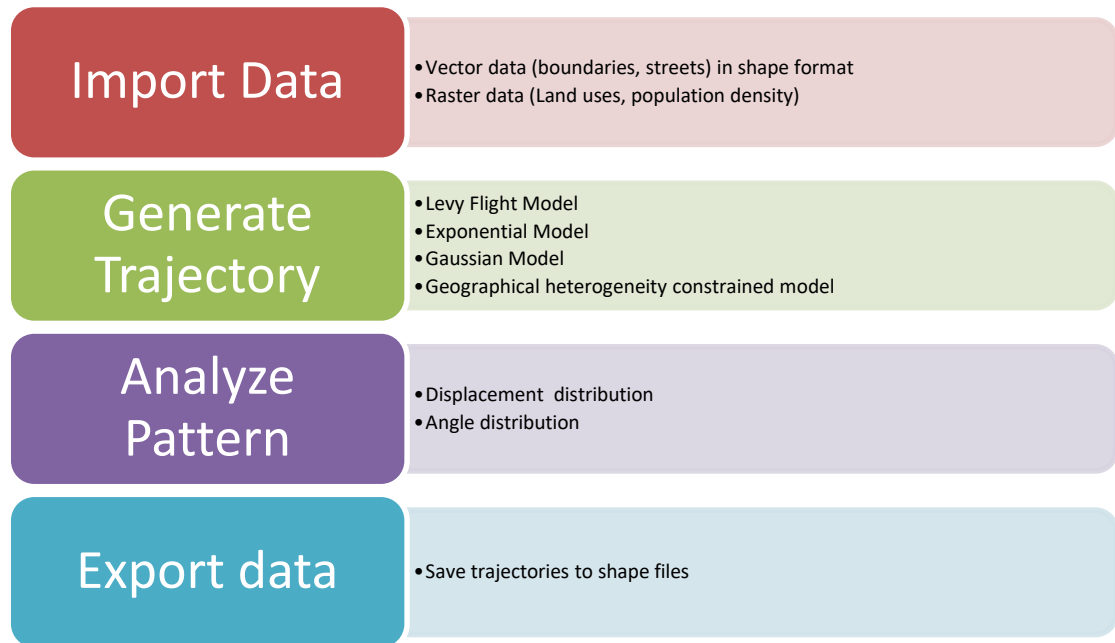 Import Data
•Vector data (boundaries, streets) in shape format
•Raster data (Land uses, population density)
Generate
Trajectory
•Levy Flight Model
•Exponential Model
•Gaussian Model
•Geographical heterogeneity constrained model
Analyze
Pattern
•Displacement  distribution
•Angle distribution
Export data
•Save trajectories to shape files